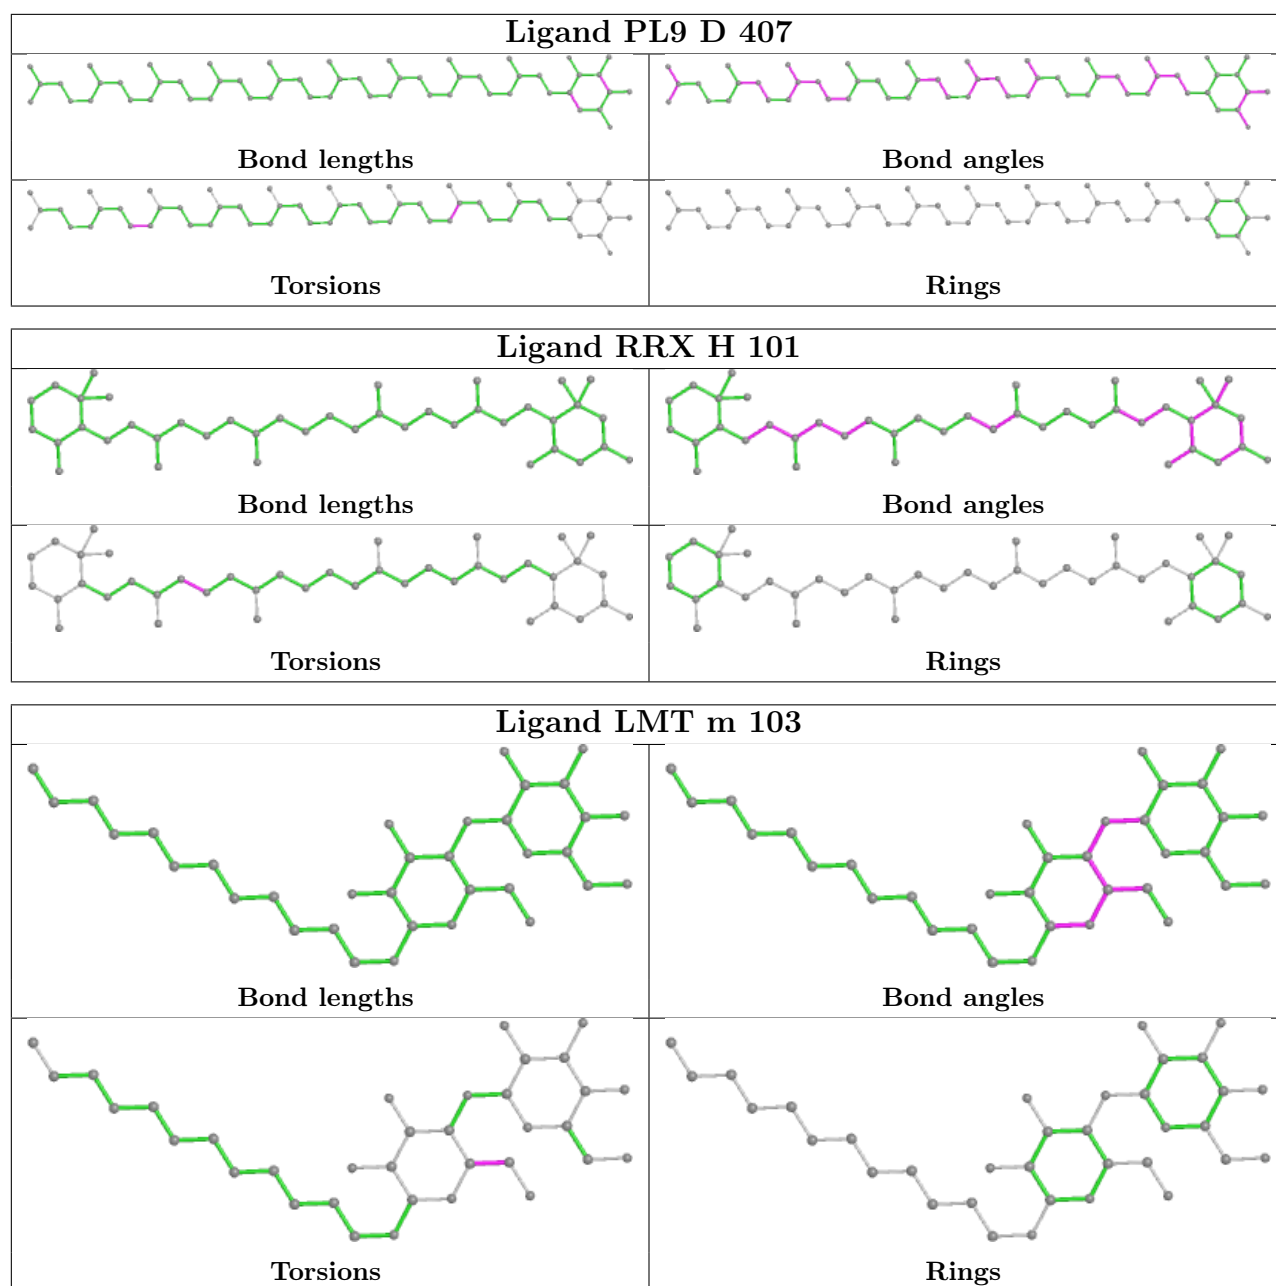 Ligand PL9 D 407
Bond lengths
Bond angles
Torsions
Rings
Ligand RRX H 101
Bond lengths
Bond angles
Torsions
Rings
Ligand LMT m 103
Bond lengths
Bond angles
Torsions
Rings